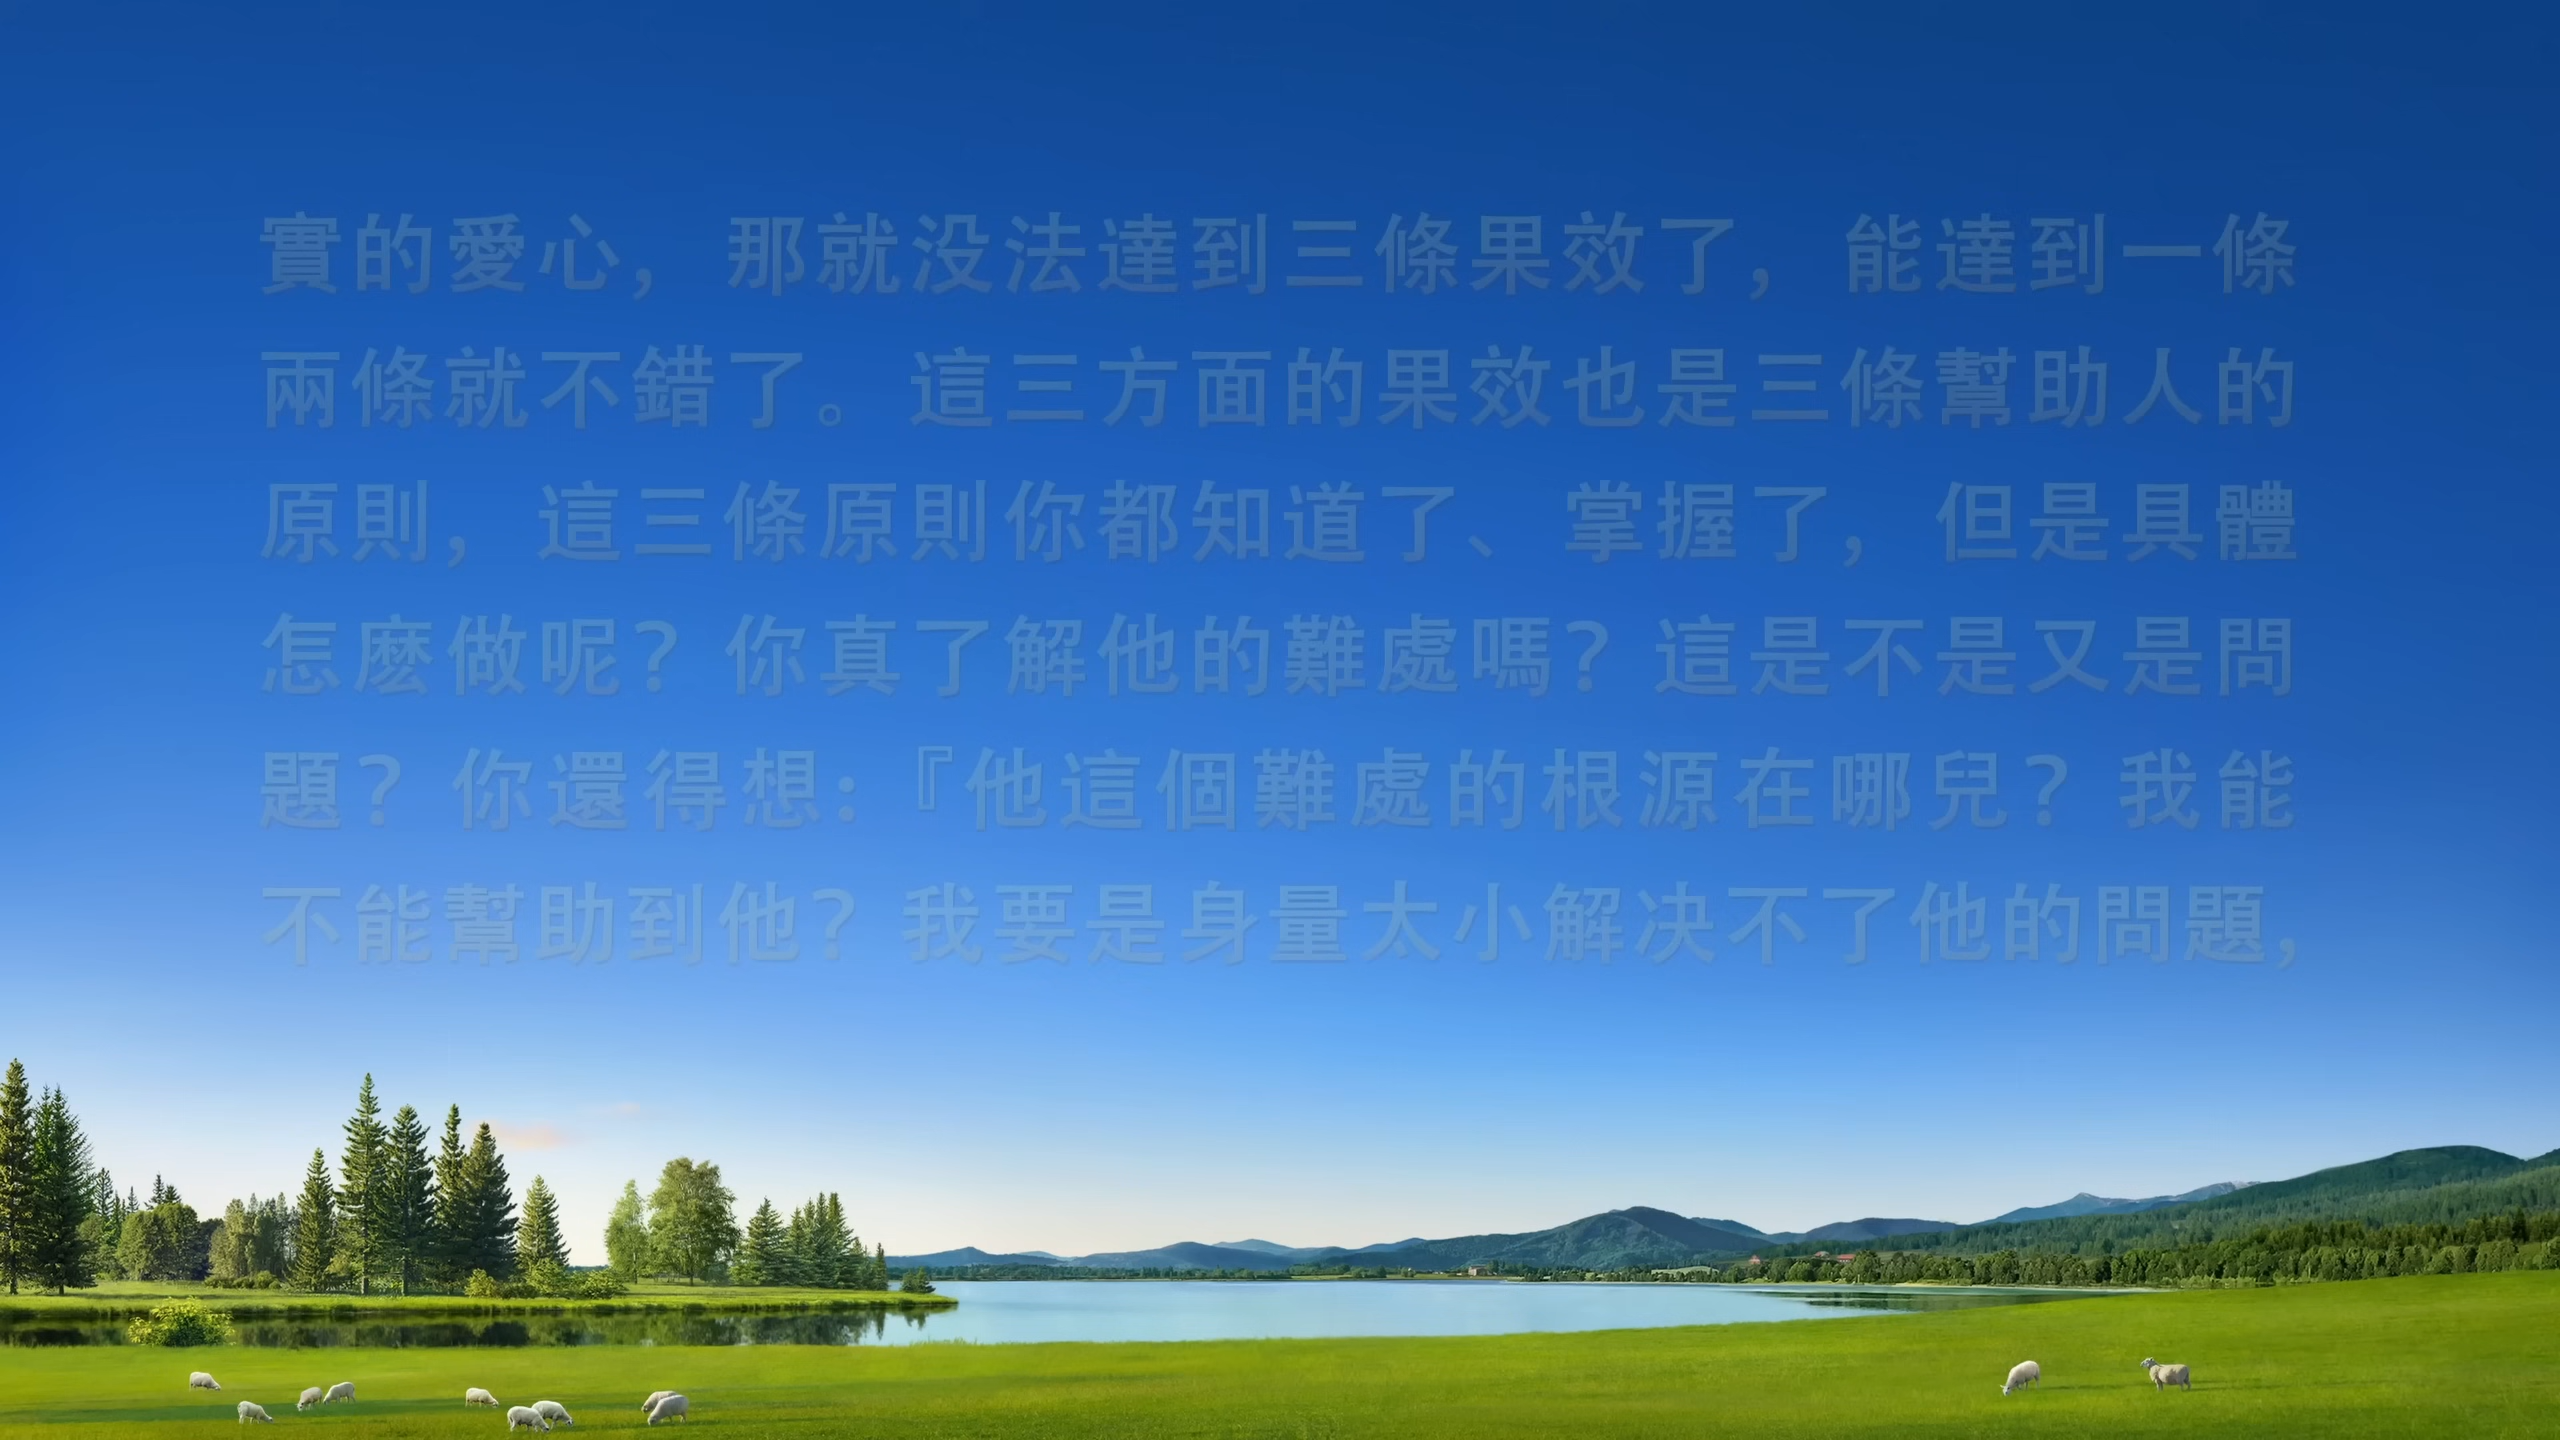 實的愛心，那就没法達到三條果效了，能達到一條
兩條就不錯了。這三方面的果效也是三條幫助人的
原則，這三條原則你都知道了、掌握了，但是具體
怎麽做呢？你真了解他的難處嗎？這是不是又是問
題？你還得想：『他這個難處的根源在哪兒？我能
不能幫助到他？我要是身量太小解决不了他的問題，